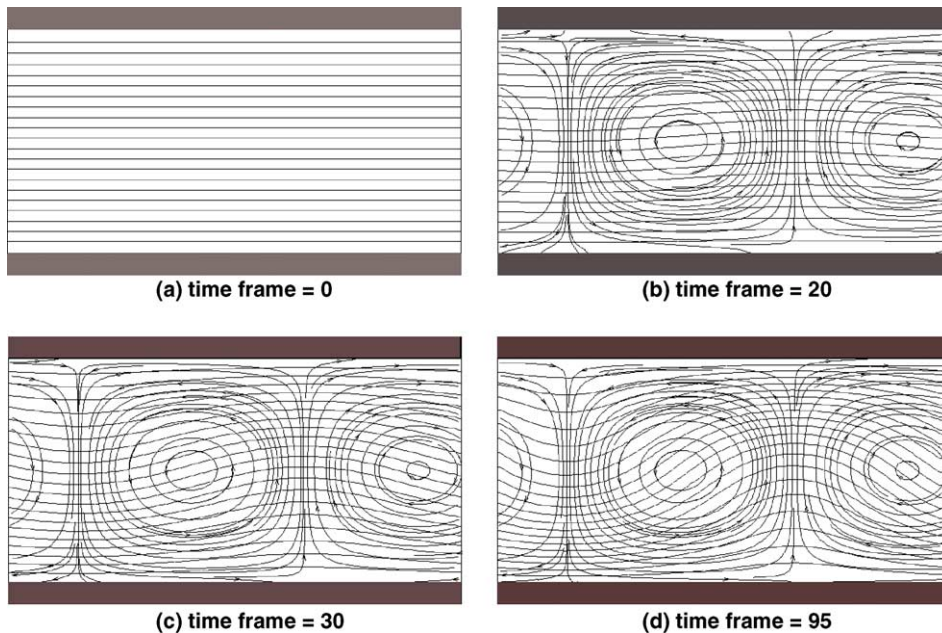 (a) time frame = 0
(b) time frame = 20
(c) time frame = 30
(d) time frame = 95